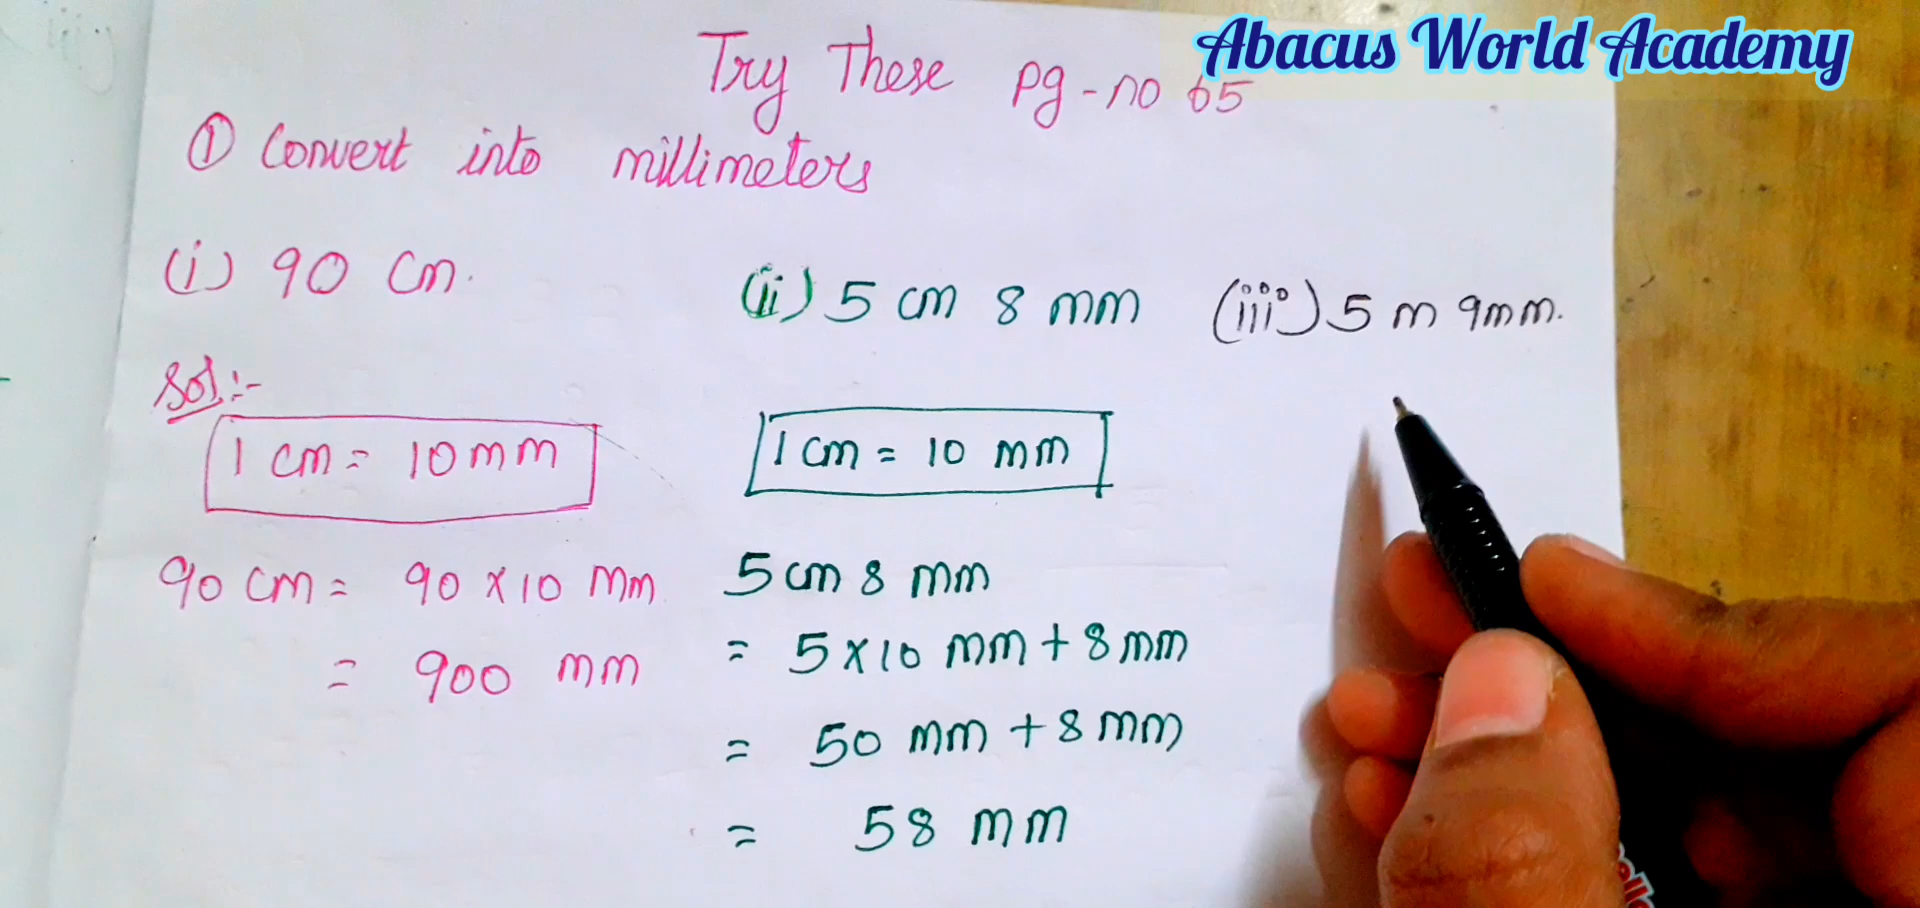 Abacus World Academy
Try These pg-no 65
① Convert into millimeters
(i) 90 cm.
Sol:-
1 cm = 10 mm
90 cm = 90 × 10 mm
= 900 mm
(ii) 5 cm 8 mm
1 cm = 10 mm
5 cm 8 mm
= 5 × 10 mm + 8 mm
= 50 mm + 8 mm
= 58 mm
(iii) 5 m 9 mm.